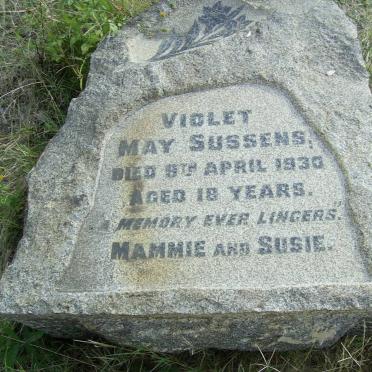 VIOLET
MAY SUSSENS,
DIED 9TH APRIL 1930
AGED 18 YEARS.
"A MEMORY EVER LINGERS".
MAMMIE AND SUSIE.